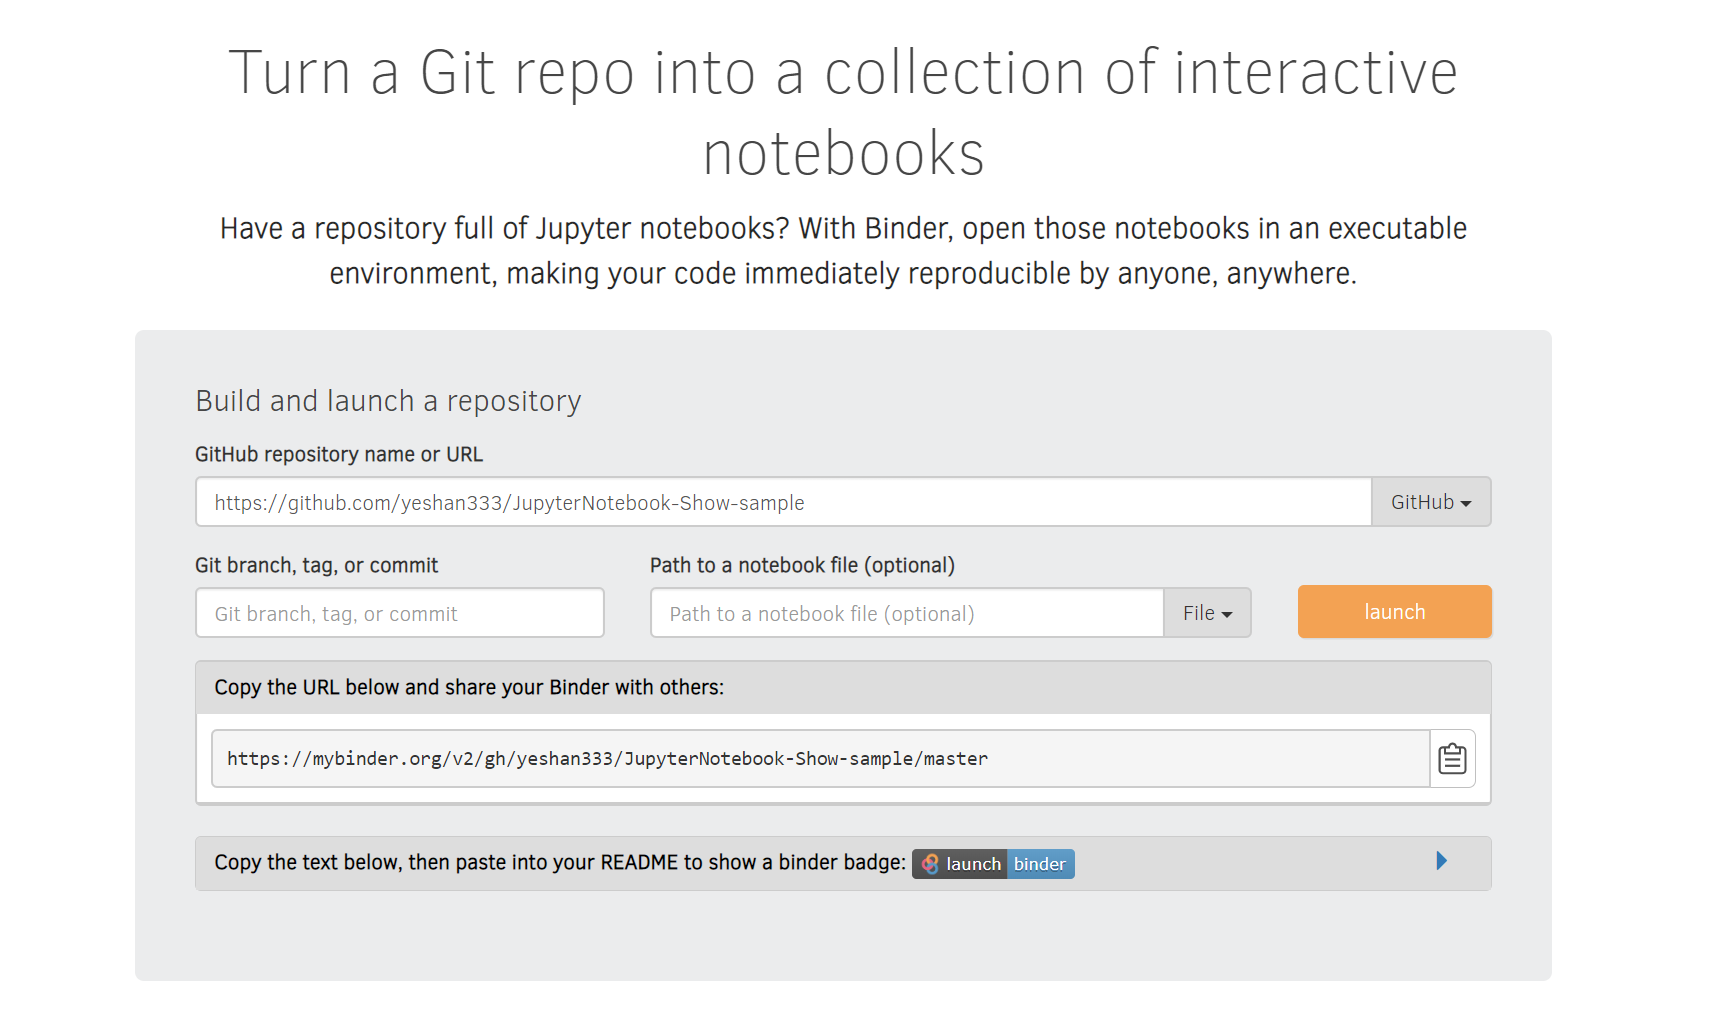 Turn a Git repo into a collection of interactive
notebooks
Have a repository full of Jupyter notebooks? With Binder, open those notebooks in an executable
environment, making your code immediately reproducible by anyone, anywhere.
Build and launch a repository
GitHub repository name or URL
https://github.com/yeshan333/JupyterNotebook-Show-sample
GitHub
Git branch, tag, or commit
Path to a notebook file (optional)
Git branch, tag, or commit
Path to a notebook file (optional)
File
launch
Copy the URL below and share your Binder with others:
https://mybinder.org/v2/gh/yeshan333/JupyterNotebook-Show-sample/master
Copy the text below, then paste into your README to show a binder badge: launch binder